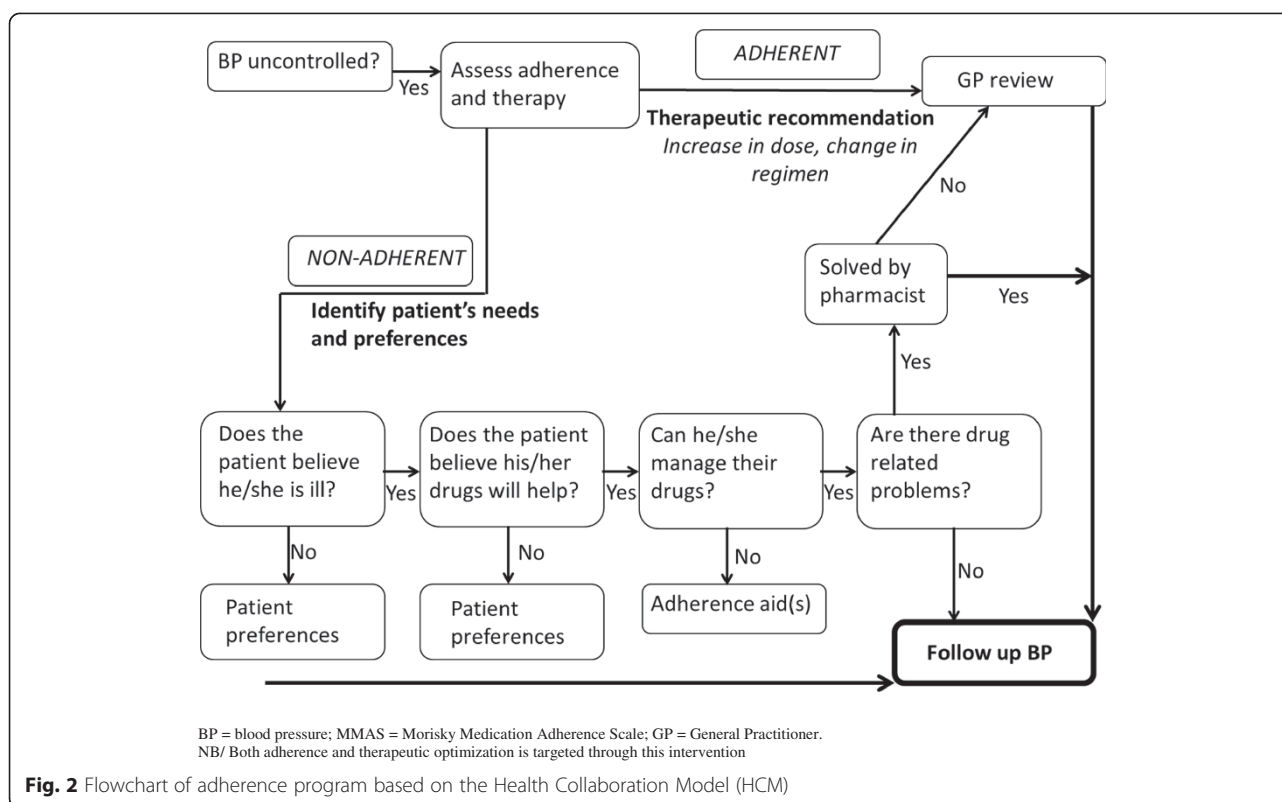 BP uncontrolled?
Yes
Assess adherence
and therapy
ADHERENT
GP review
Therapeutic recommendation
Increase in dose, change in
regimen
No
NON-ADHERENT
Identify patient's needs
and preferences
Solved by
pharmacist
Yes
Yes
Does the
patient believe
he/she is ill?
Yes
Does the patient
believe his/her
drugs will help?
Yes
Can he/she
manage their
drugs?
Yes
Are there drug
related
problems?
No
No
No
No
Patient
preferences
Patient
preferences
Adherence aid(s)
Follow up BP
BP = blood pressure; MMAS = Morisky Medication Adherence Scale; GP = General Practitioner.
NB/ Both adherence and therapeutic optimization is targeted through this intervention
Fig. 2 Flowchart of adherence program based on the Health Collaboration Model (HCM)